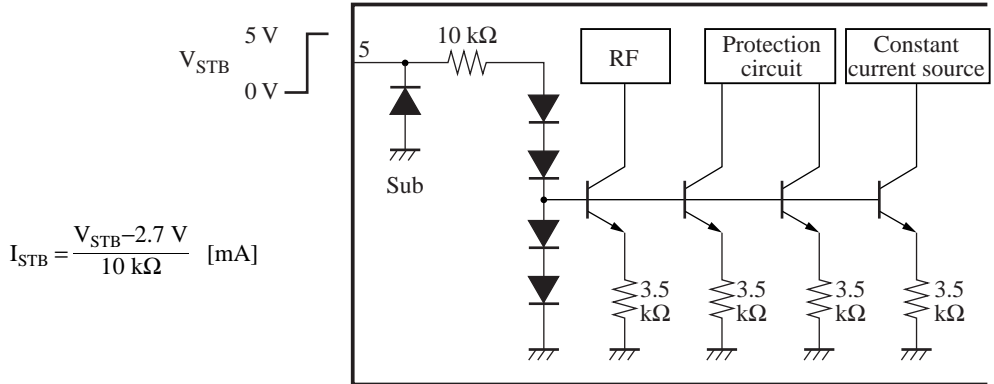 5 V
V_STB
0 V
5
10 kΩ
RF
Protection
circuit
Constant
current source
Sub
I_STB = (V_STB−2.7 V) / 10 kΩ [mA]
3.5
kΩ
3.5
kΩ
3.5
kΩ
3.5
kΩ